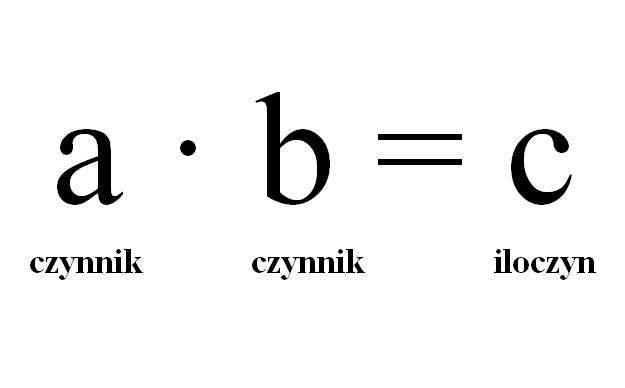 a · b = c
czynnik czynnik iloczyn